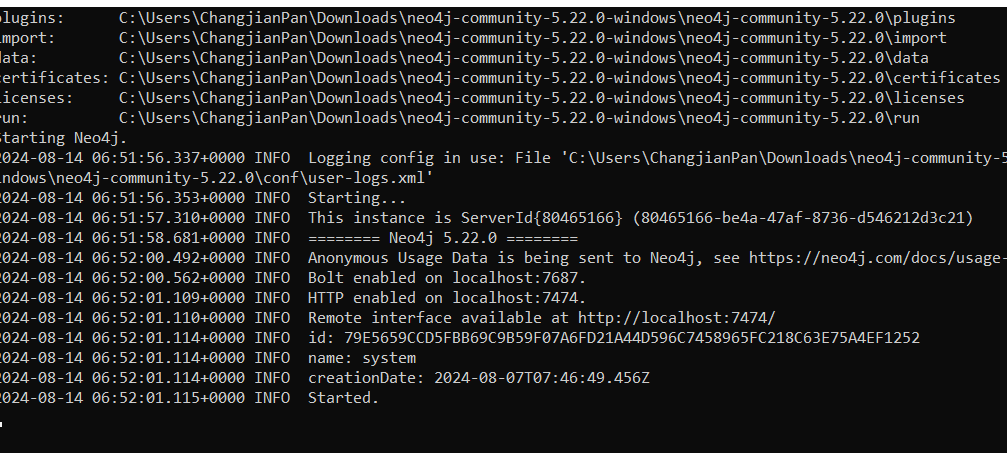 plugins:      C:\Users\ChangjianPan\Downloads\neo4j-community-5.22.0-windows\neo4j-community-5.22.0\plugins
import:       C:\Users\ChangjianPan\Downloads\neo4j-community-5.22.0-windows\neo4j-community-5.22.0\import
data:         C:\Users\ChangjianPan\Downloads\neo4j-community-5.22.0-windows\neo4j-community-5.22.0\data
certificates: C:\Users\ChangjianPan\Downloads\neo4j-community-5.22.0-windows\neo4j-community-5.22.0\certificates
licenses:     C:\Users\ChangjianPan\Downloads\neo4j-community-5.22.0-windows\neo4j-community-5.22.0\licenses
run:          C:\Users\ChangjianPan\Downloads\neo4j-community-5.22.0-windows\neo4j-community-5.22.0\run
Starting Neo4j.
2024-08-14 06:51:56.337+0000 INFO  Logging config in use: File 'C:\Users\ChangjianPan\Downloads\neo4j-community-5
ndows\neo4j-community-5.22.0\conf\user-logs.xml'
2024-08-14 06:51:56.353+0000 INFO  Starting...
2024-08-14 06:51:57.310+0000 INFO  This instance is ServerId{80465166} (80465166-be4a-47af-8736-d546212d3c21)
2024-08-14 06:51:58.681+0000 INFO  ======== Neo4j 5.22.0 ========
2024-08-14 06:52:00.492+0000 INFO  Anonymous Usage Data is being sent to Neo4j, see https://neo4j.com/docs/usage-
2024-08-14 06:52:00.562+0000 INFO  Bolt enabled on localhost:7687.
2024-08-14 06:52:01.109+0000 INFO  HTTP enabled on localhost:7474.
2024-08-14 06:52:01.110+0000 INFO  Remote interface available at http://localhost:7474/
2024-08-14 06:52:01.114+0000 INFO  id: 79E5659CCD5FBB69C9B59F07A6FD21A44D596C7458965FC218C63E75A4EF1252
2024-08-14 06:52:01.114+0000 INFO  name: system
2024-08-14 06:52:01.114+0000 INFO  creationDate: 2024-08-07T07:46:49.456Z
2024-08-14 06:52:01.115+0000 INFO  Started.